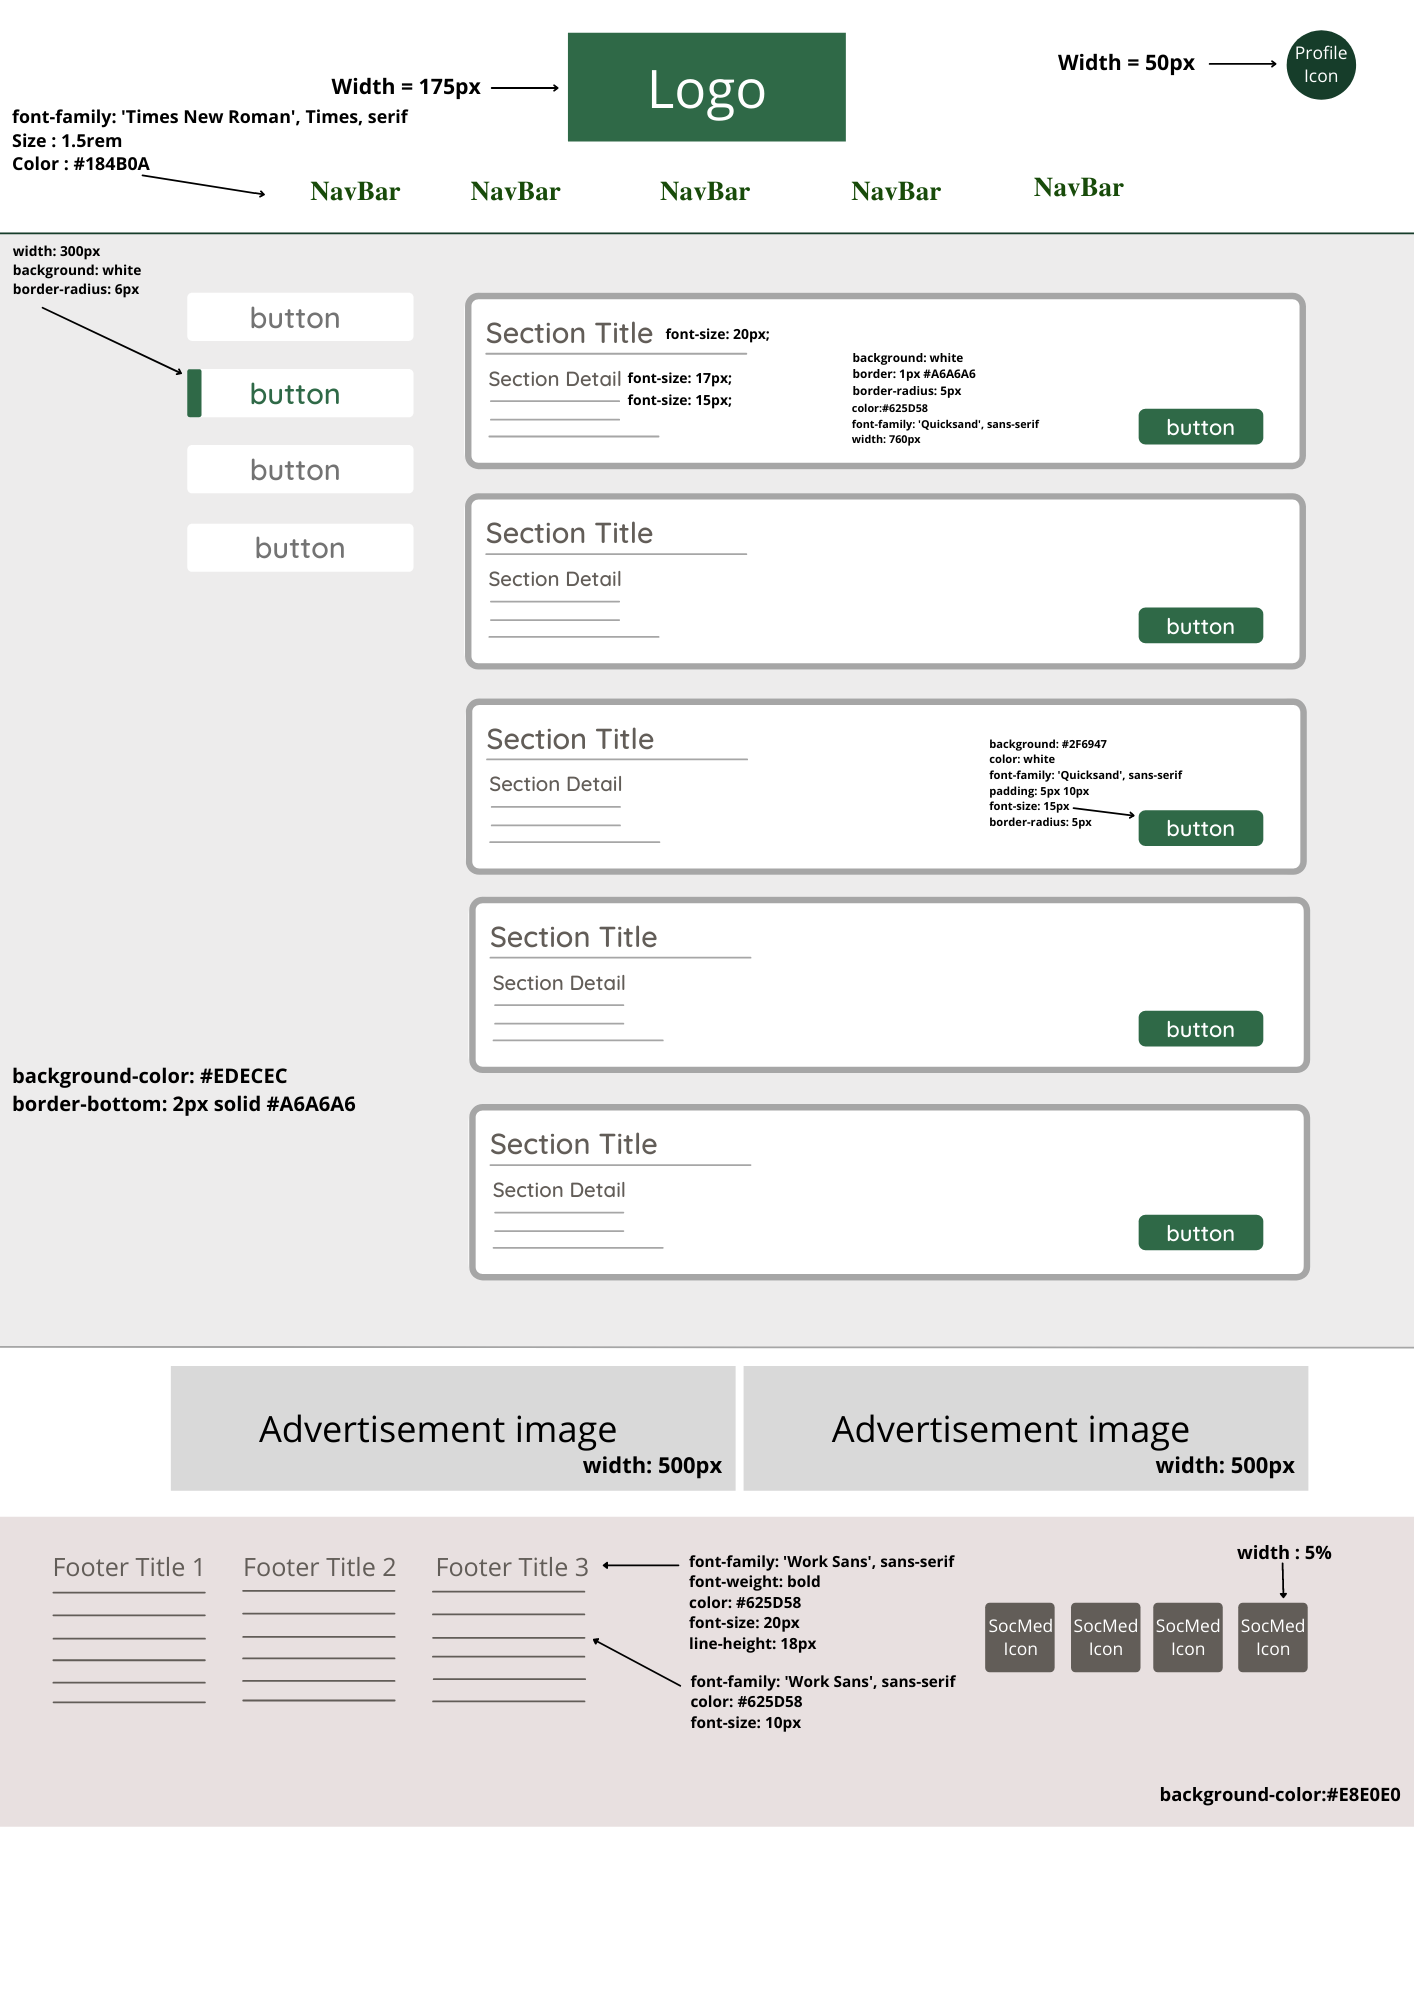 Logo
Profile
Icon
Width = 50px
Width = 175px
font-family: 'Times New Roman', Times, serif
Size : 1.5rem
Color : #184B0A
NavBar
NavBar
NavBar
NavBar
NavBar
width: 300px
background: white
border-radius: 6px
button
button
button
button
Section Title
font-size: 20px;
Section Detail
font-size: 17px;
font-size: 15px;
background: white
border: 1px #A6A6A6
border-radius: 5px
color:#625D58
font-family: 'Quicksand', sans-serif
width: 760px
button
Section Title
Section Detail
button
Section Title
Section Detail
background: #2F6947
color: white
font-family: 'Quicksand', sans-serif
padding: 5px 10px
font-size: 15px
border-radius: 5px
button
Section Title
Section Detail
button
background-color: #EDECEC
border-bottom: 2px solid #A6A6A6
Section Title
Section Detail
button
Advertisement image
width: 500px
Advertisement image
width: 500px
Footer Title 1
Footer Title 2
Footer Title 3
font-family: 'Work Sans', sans-serif
font-weight: bold
color: #625D58
font-size: 20px
line-height: 18px
font-family: 'Work Sans', sans-serif
color: #625D58
font-size: 10px
width : 5%
SocMed
Icon
SocMed
Icon
SocMed
Icon
SocMed
Icon
background-color:#E8E0E0